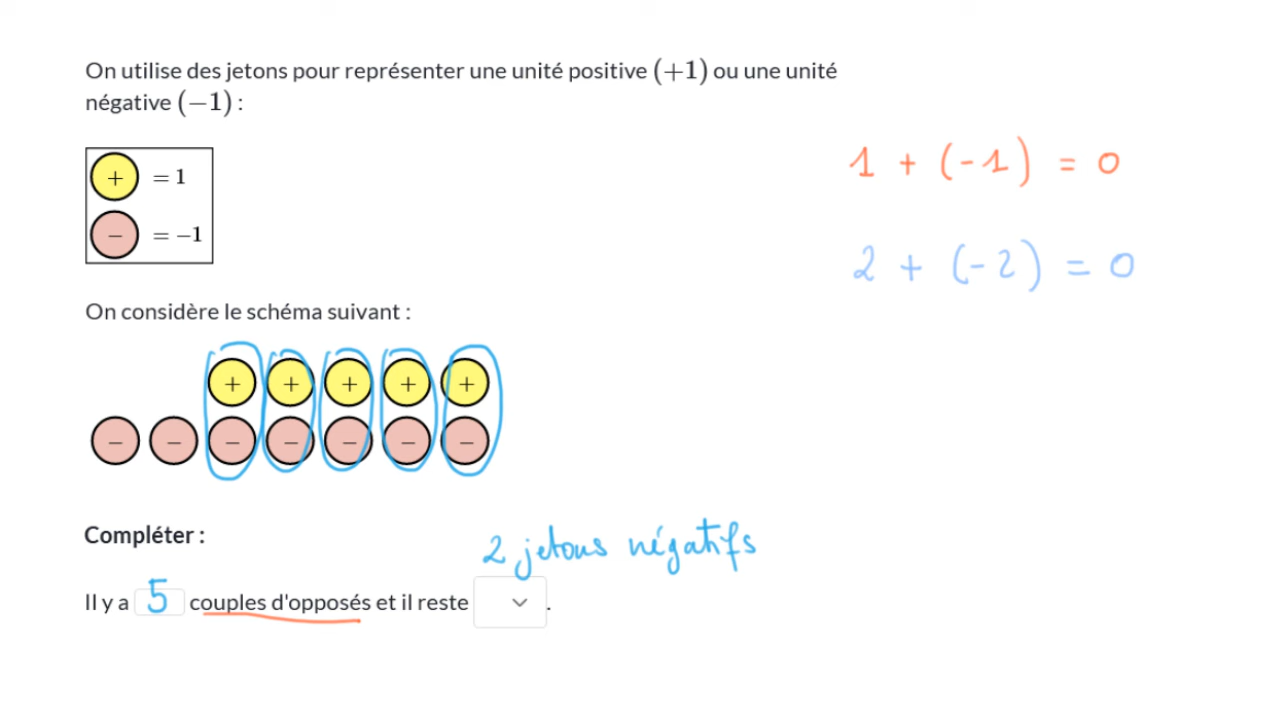 On utilise des jetons pour représenter une unité positive (+1) ou une unité
négative (−1) :
+ = 1
− = −1
1 + (-1) = 0
2 + (-2) = 0
On considère le schéma suivant :
+ + + + +
− − − − − − −
Compléter :
2 jetons négatifs
Il y a 5 couples d'opposés et il reste .